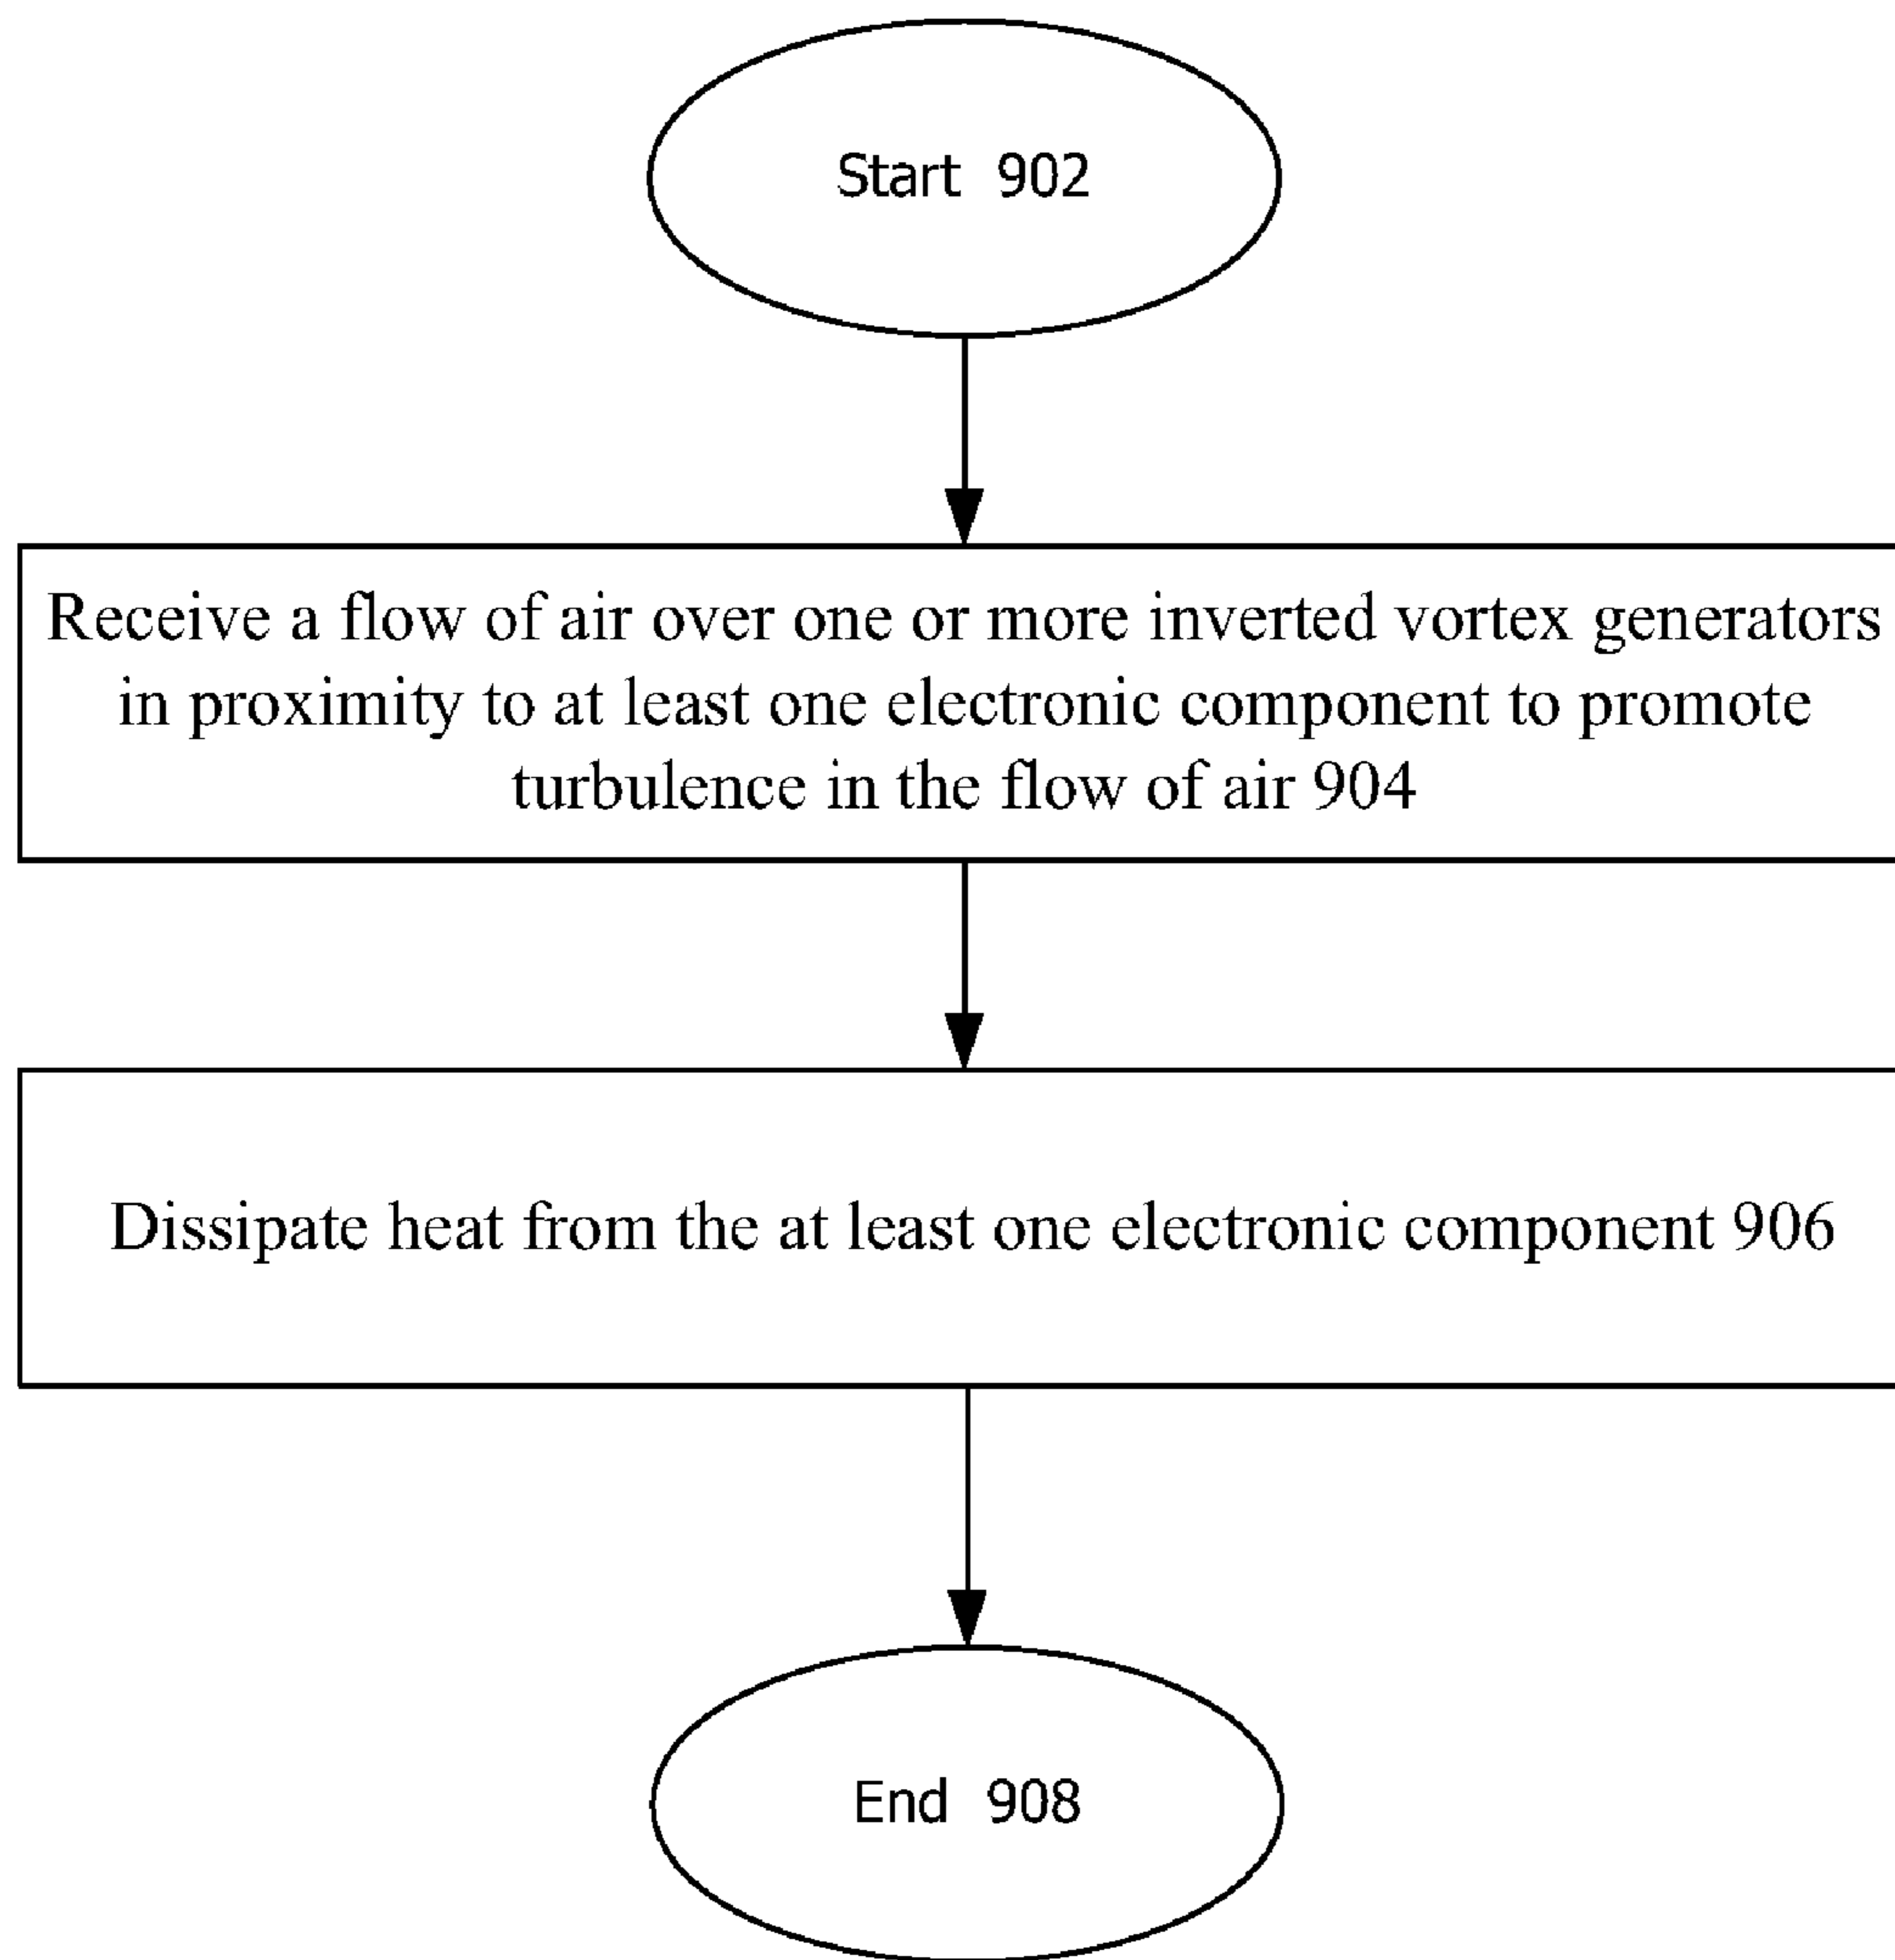 Start 902
Receive a flow of air over one or more inverted vortex generators
in proximity to at least one electronic component to promote
turbulence in the flow of air 904
Dissipate heat from the at least one electronic component 906
End 908